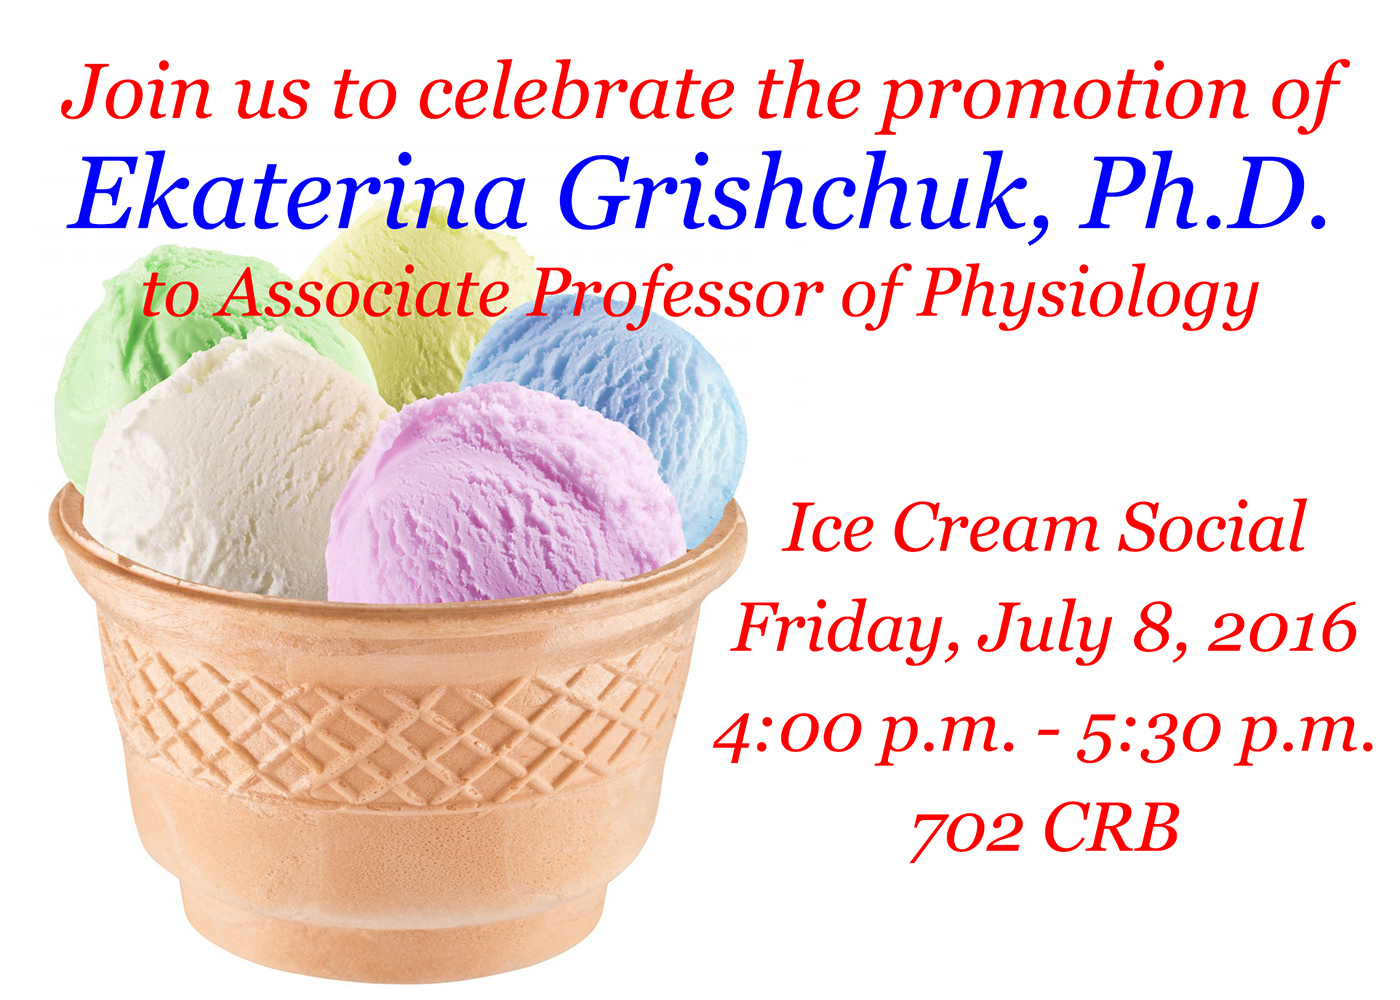 Join us to celebrate the promotion of
Ekaterina Grishchuk, Ph.D.
to Associate Professor of Physiology
Ice Cream Social
Friday, July 8, 2016
4:00 p.m. - 5:30 p.m.
702 CRB